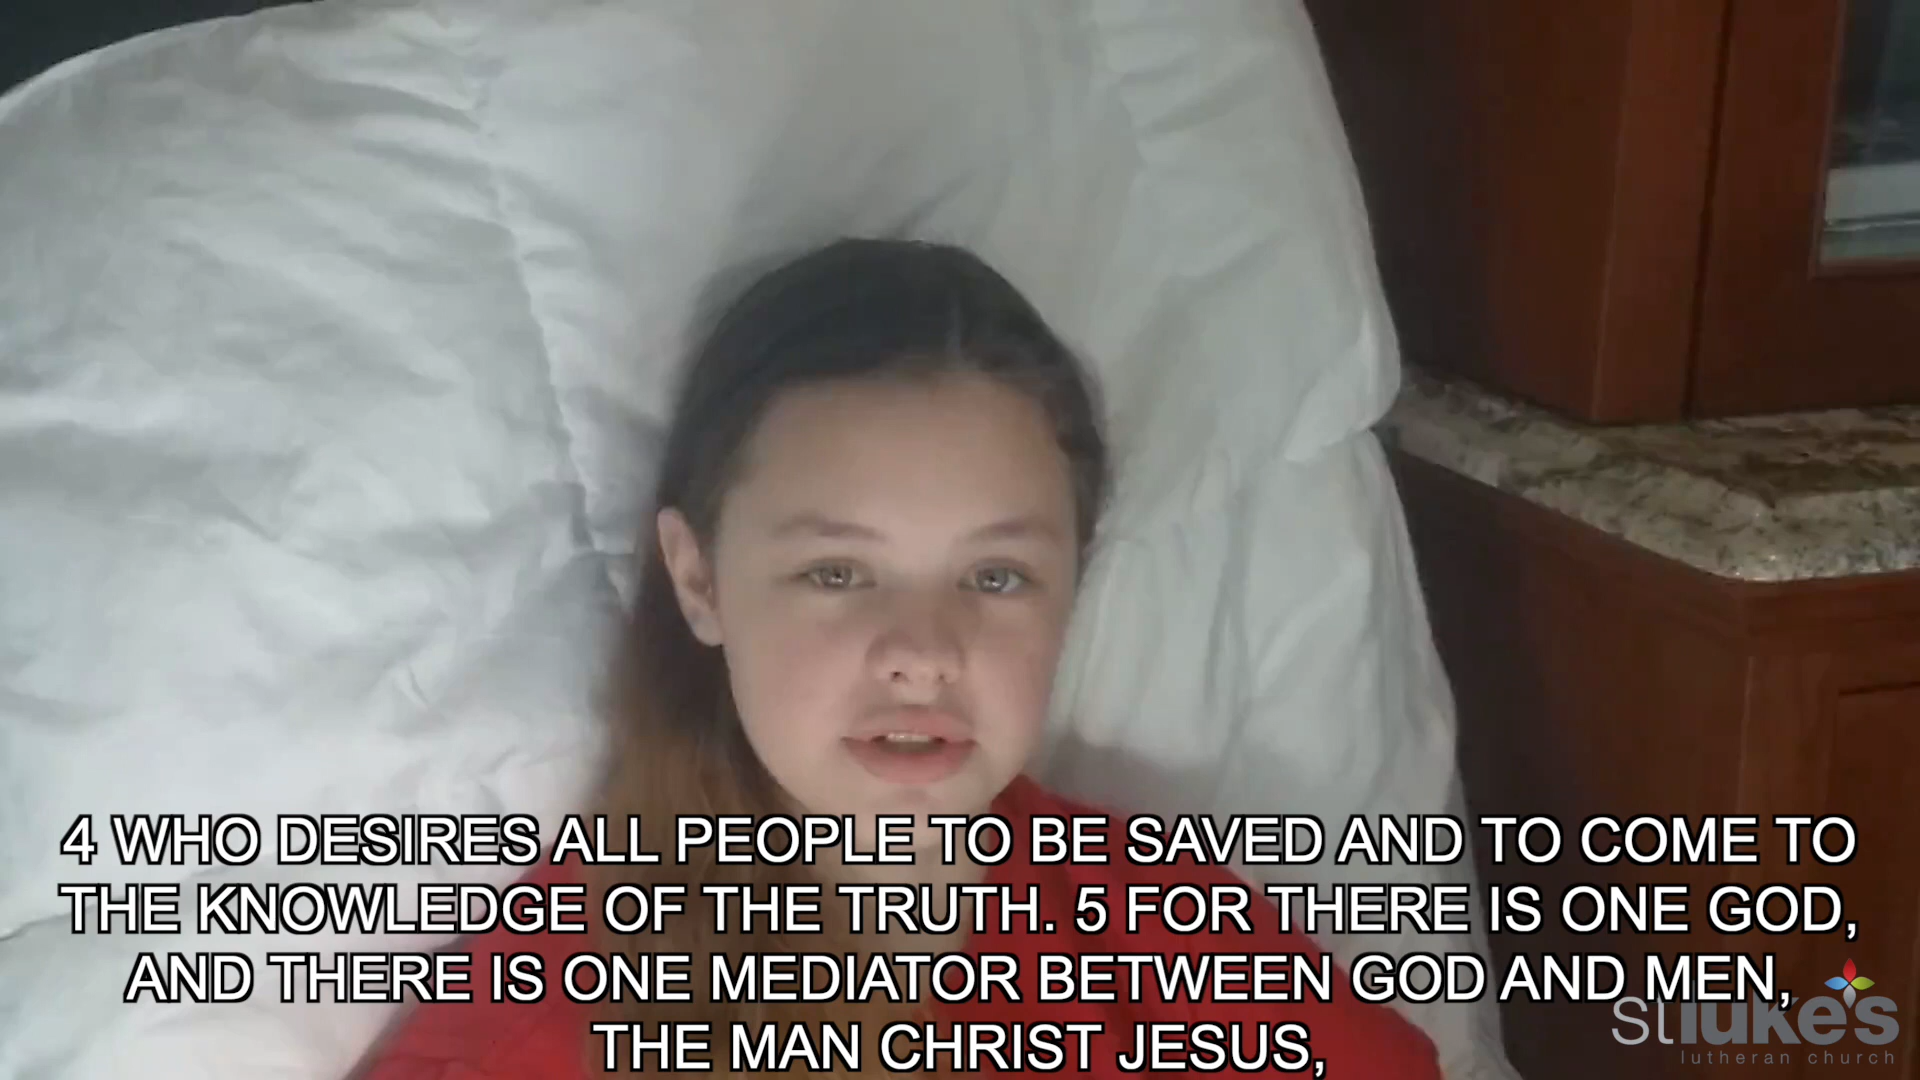 4 WHO DESIRES ALL PEOPLE TO BE SAVED AND TO COME TO
THE KNOWLEDGE OF THE TRUTH. 5 FOR THERE IS ONE GOD,
AND THERE IS ONE MEDIATOR BETWEEN GOD AND MEN,
THE MAN CHRIST JESUS,
st luke's
lutheran church